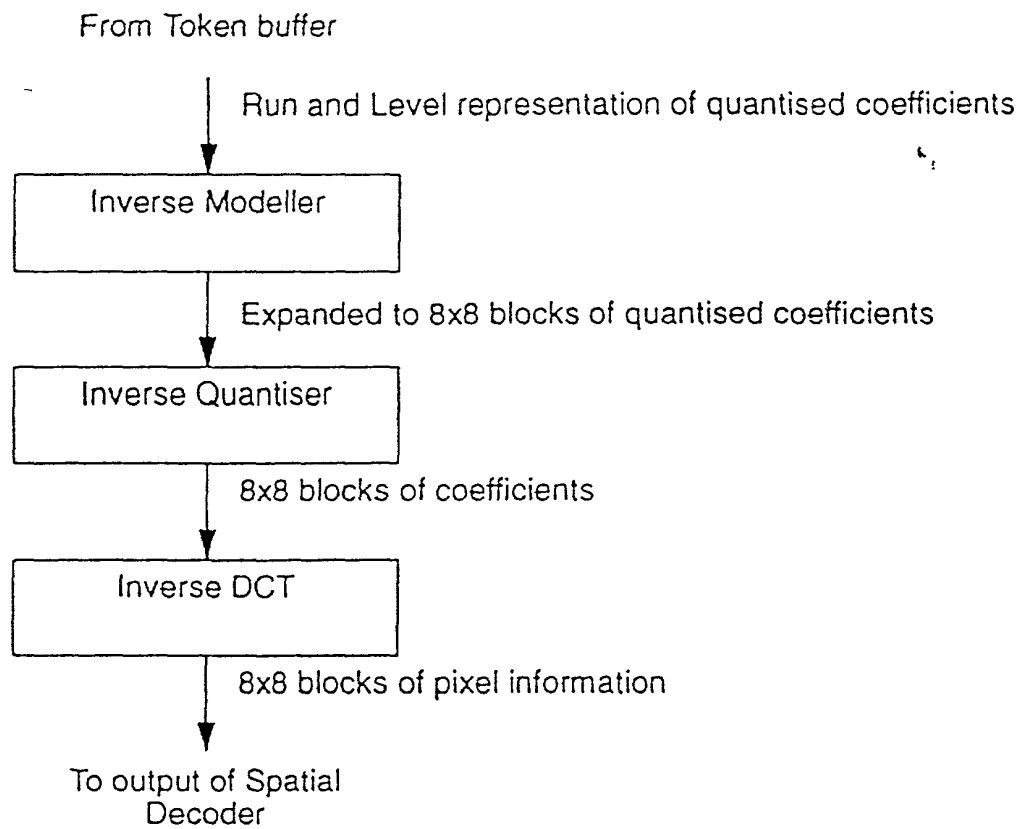 From Token buffer
Run and Level representation of quantised coefficients
Inverse Modeller
Expanded to 8x8 blocks of quantised coefficients
Inverse Quantiser
8x8 blocks of coefficients
Inverse DCT
8x8 blocks of pixel information
To output of Spatial
Decoder